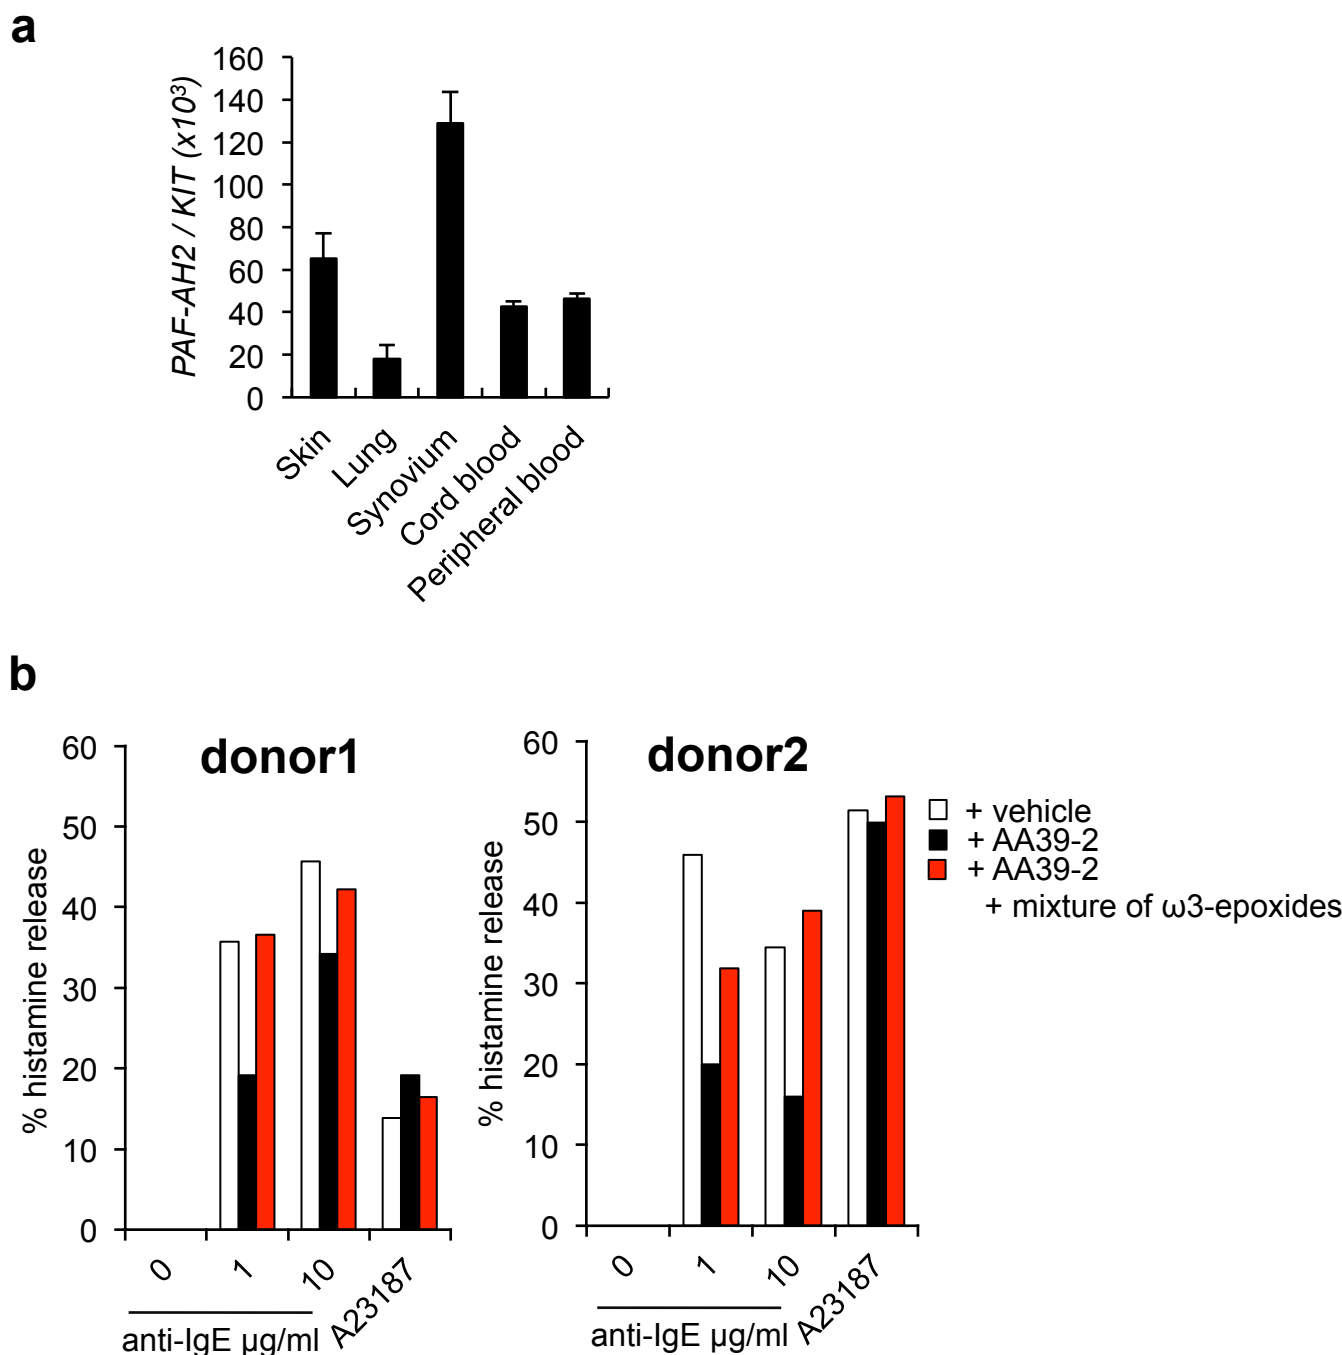 a
PAF-AH2 / KIT (x10³)
160
140
120
100
80
60
40
20
0
Skin
Lung
Synovium
Cord blood
Peripheral blood
b
donor1
% histamine release
60
50
40
30
20
10
0
0
1
10
A23187
anti-IgE µg/ml
donor2
% histamine release
60
50
40
30
20
10
0
0
1
10
A23187
anti-IgE µg/ml
+ vehicle
+ AA39-2
+ AA39-2
+ mixture of ω3-epoxides